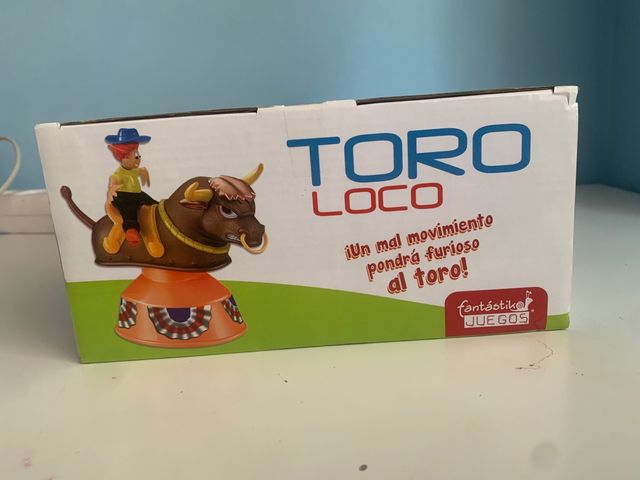 TORO
LOCO
¡Un mal movimiento
pondrá furioso
al toro!
fantástiko
JUEGOS